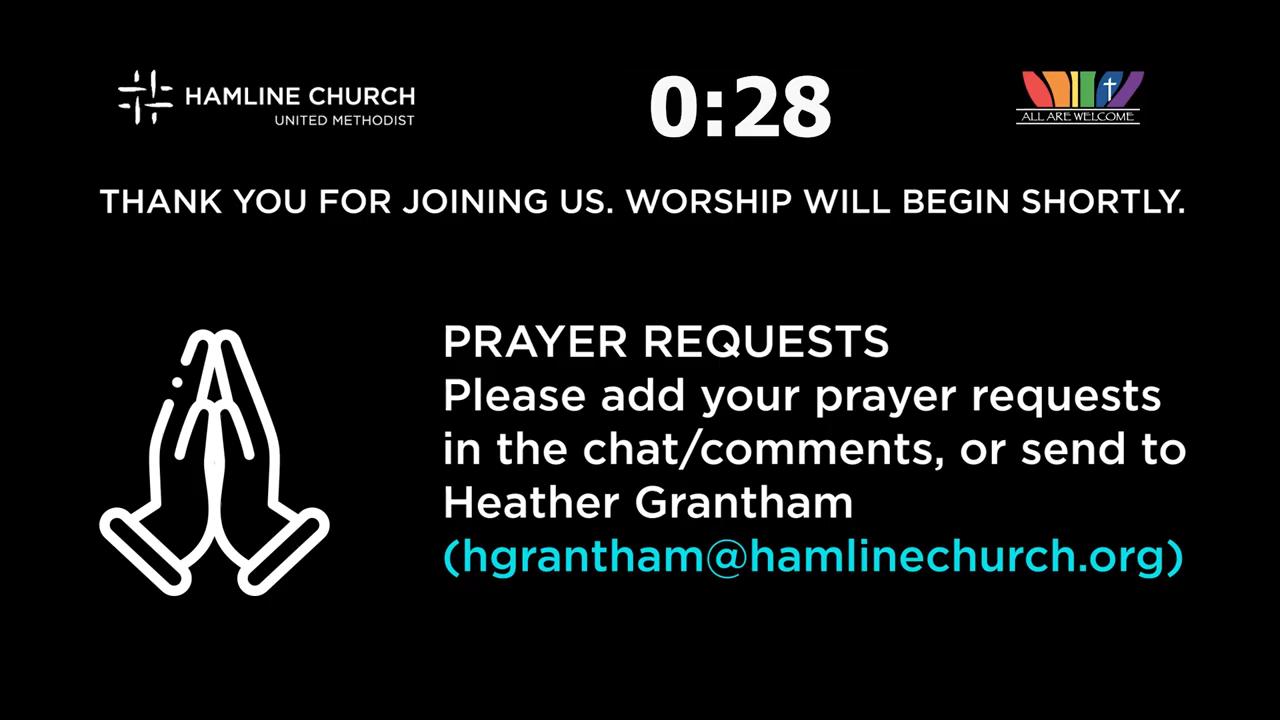 HAMLINE CHURCH
UNITED METHODIST
0:28
ALL ARE WELCOME
THANK YOU FOR JOINING US. WORSHIP WILL BEGIN SHORTLY.
PRAYER REQUESTS
Please add your prayer requests
in the chat/comments, or send to
Heather Grantham
(hgrantham@hamlinechurch.org)